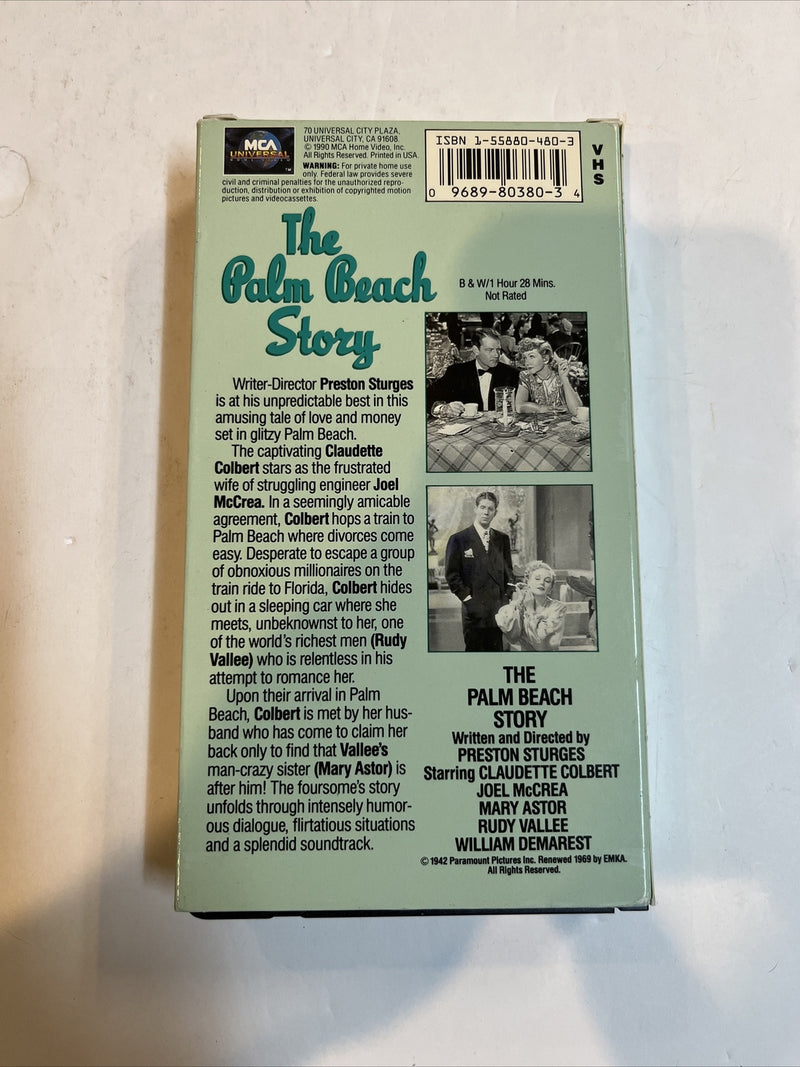 MCA
UNIVERSAL
HOME VIDEO
TM
70 UNIVERSAL CITY PLAZA,
UNIVERSAL CITY, CA 91608.
© 1990 MCA Home Video, Inc.
All Rights Reserved. Printed in USA.
WARNING: For private home use
only. Federal law provides severe
civil and criminal penalties for the unauthorized repro-
duction, distribution or exhibition of copyrighted motion
pictures and videocassettes.
ISBN 1-55880-480-3
0 9689-80380-3 4
VHS
The
Palm Beach
Story
B & W/1 Hour 28 Mins.
Not Rated
Writer-Director Preston Sturges
is at his unpredictable best in this
amusing tale of love and money
set in glitzy Palm Beach.
The captivating Claudette
Colbert stars as the frustrated
wife of struggling engineer Joel
McCrea. In a seemingly amicable
agreement, Colbert hops a train to
Palm Beach where divorces come
easy. Desperate to escape a group
of obnoxious millionaires on the
train ride to Florida, Colbert hides
out in a sleeping car where she
meets, unbeknownst to her, one
of the world's richest men (Rudy
Vallee) who is relentless in his
attempt to romance her.
Upon their arrival in Palm
Beach, Colbert is met by her hus-
band who has come to claim her
back only to find that Vallee's
man-crazy sister (Mary Astor) is
after him! The foursome's story
unfolds through intensely humor-
ous dialogue, flirtatious situations
and a splendid soundtrack.
THE
PALM BEACH
STORY
Written and Directed by
PRESTON STURGES
Starring CLAUDETTE COLBERT
JOEL McCREA
MARY ASTOR
RUDY VALLEE
WILLIAM DEMAREST
© 1942 Paramount Pictures Inc. Renewed 1969 by EMKA.
All Rights Reserved.